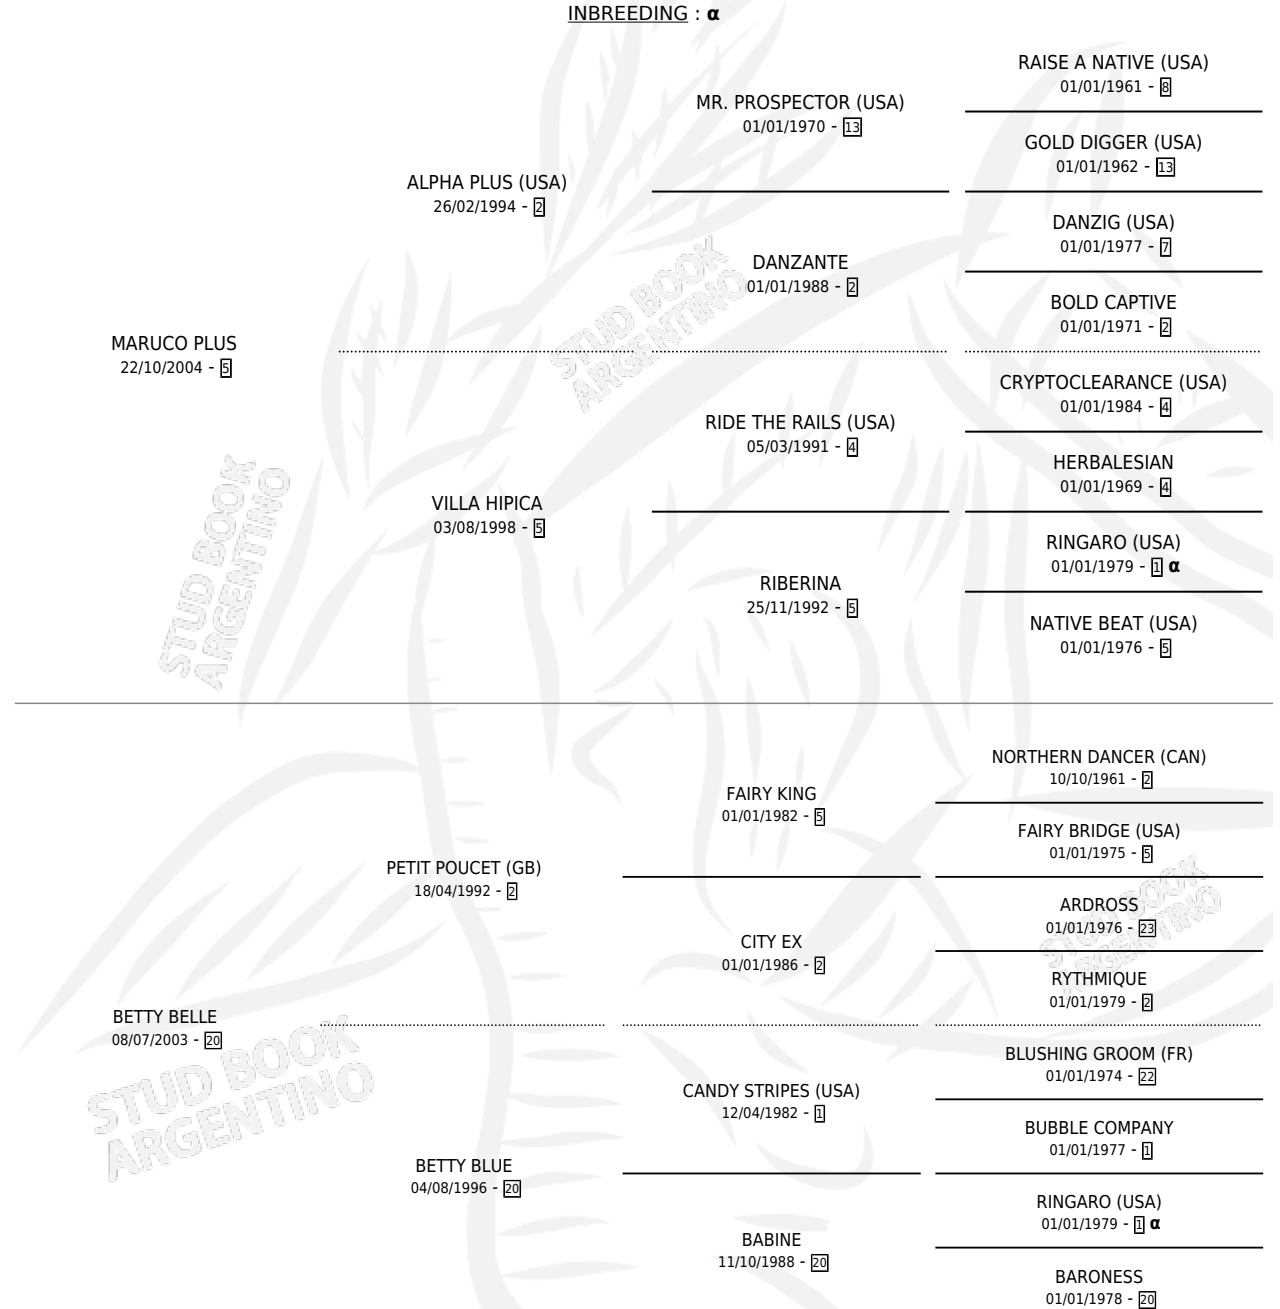 INBREEDING : α
RAISE A NATIVE (USA)
01/01/1961 - 8
MR. PROSPECTOR (USA)
01/01/1970 - 13
GOLD DIGGER (USA)
01/01/1962 - 13
ALPHA PLUS (USA)
26/02/1994 - 2
DANZIG (USA)
01/01/1977 - 7
DANZANTE
01/01/1988 - 2
BOLD CAPTIVE
01/01/1971 - 2
MARUCO PLUS
22/10/2004 - 5
CRYPTOCLEARANCE (USA)
01/01/1984 - 4
RIDE THE RAILS (USA)
05/03/1991 - 4
HERBALESIAN
01/01/1969 - 4
VILLA HIPICA
03/08/1998 - 5
RINGARO (USA)
01/01/1979 - 1 α
RIBERINA
25/11/1992 - 5
NATIVE BEAT (USA)
01/01/1976 - 5
NORTHERN DANCER (CAN)
10/10/1961 - 2
FAIRY KING
01/01/1982 - 5
FAIRY BRIDGE (USA)
01/01/1975 - 5
PETIT POUCET (GB)
18/04/1992 - 2
ARDROSS
01/01/1976 - 23
CITY EX
01/01/1986 - 2
RYTHMIQUE
01/01/1979 - 2
BETTY BELLE
08/07/2003 - 20
BLUSHING GROOM (FR)
01/01/1974 - 22
CANDY STRIPES (USA)
12/04/1982 - 1
BUBBLE COMPANY
01/01/1977 - 1
BETTY BLUE
04/08/1996 - 20
RINGARO (USA)
01/01/1979 - 1 α
BABINE
11/10/1988 - 20
BARONESS
01/01/1978 - 20
STUD BOOK
ARGENTINO
STUD BOOK
ARGENTINO
STUD BOOK
ARGENTINO
STUD BOOK
ARGENTINO